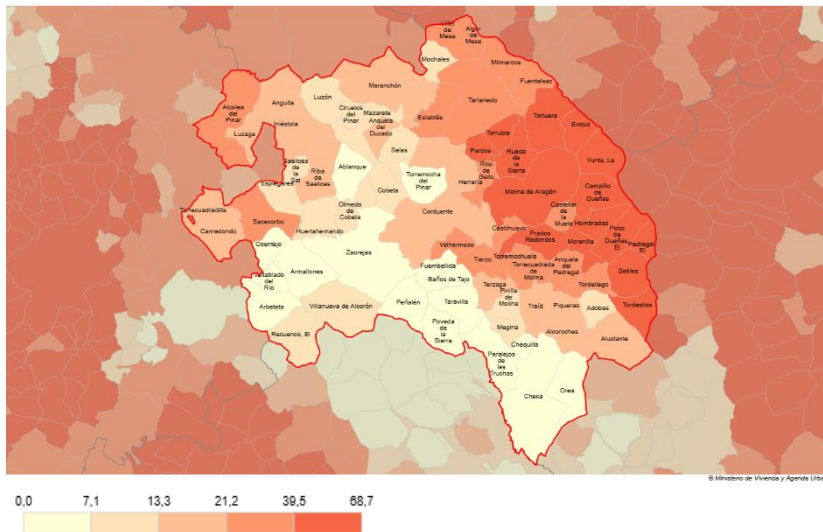 Villel
de
Mesa
Algar
de
Mesa
Mochales
Milmarcos
Fuentelsaz
Maranchón
Luzón
Anguita
Alcolea
del
Pinar
Ciruelos
del
Pinar
Mazarete
Anquela
del
Ducado
Establés
Tartanedo
Tortuera
Embid
Iniéstola
Luzaga
Torrubia
Pardos
Rueda
de la
Sierra
Yunta, La
Selas
Rillo
de
Gallo
Saelices
de la
Sal
Riba
de
Saelices
Ablanque
Torremocha
del
Pinar
Herrería
Campillo
de
Dueñas
Molina de Aragón
Esplegares
Cobeta
Castellar
de la
Muela
Olmeda
de
Cobeta
Torrecuadradilla
Sacecorbo
Canredondo
Huertahernando
Corduente
Castilnuevo
Hombrados
Prados
Redondos
Pobo
de
Dueñas
El
Morenilla
Padregal
El
Ocentejo
Zaorejas
Valhermoso
Tierzo
Torremochuela
Anquela
del
Padregal
Torrecuadrada
de
Molina
Setiles
Fuembellida
Armallones
Baños de Tajo
Valtablado
del
Río
Terzaga
Pinilla
de
Molina
Tordellego
Arbeteta
Villanueva de Alcorón
Peñalén
Taravilla
Traíd
Piqueras
Adobes
Tordesilos
Poveda
de la
Sierra
Megina
Recuenco, El
Chequilla
Alcoroches
Alustante
Peralejos
de las
Truchas
Checa
Orea
© Ministerio de Vivienda y Agenda Urba
0,0 7,1 13,3 21,2 39,5 68,7